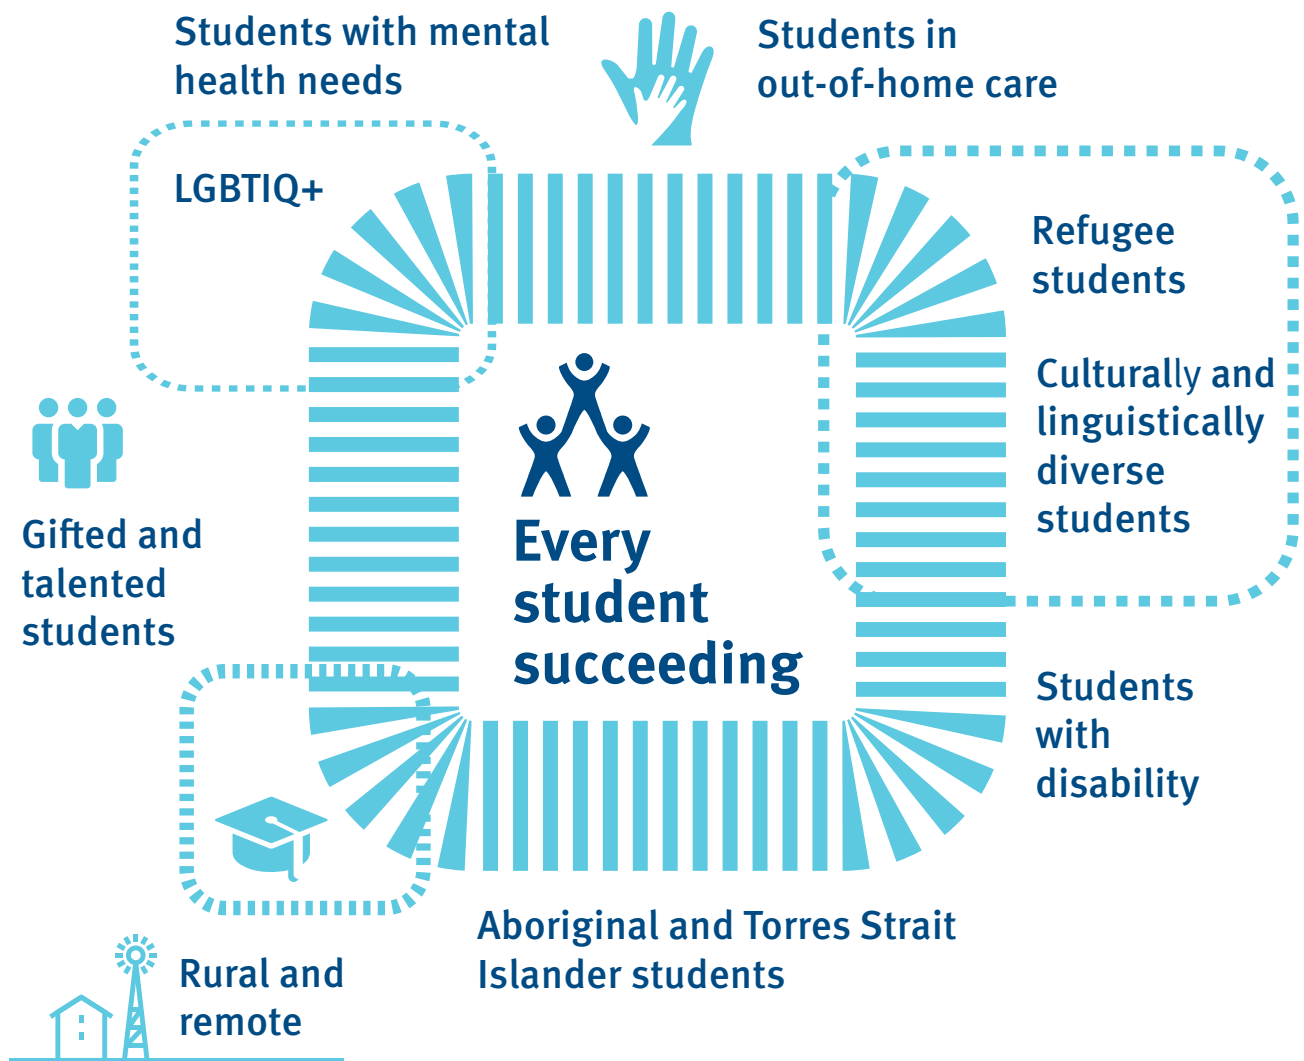 Students with mental
health needs
Students in
out-of-home care
LGBTIQ+
Refugee
students
Culturally and
linguistically
diverse
students
Gifted and
talented
students
Every
student
succeeding
Students
with
disability
Aboriginal and Torres Strait
Islander students
Rural and
remote